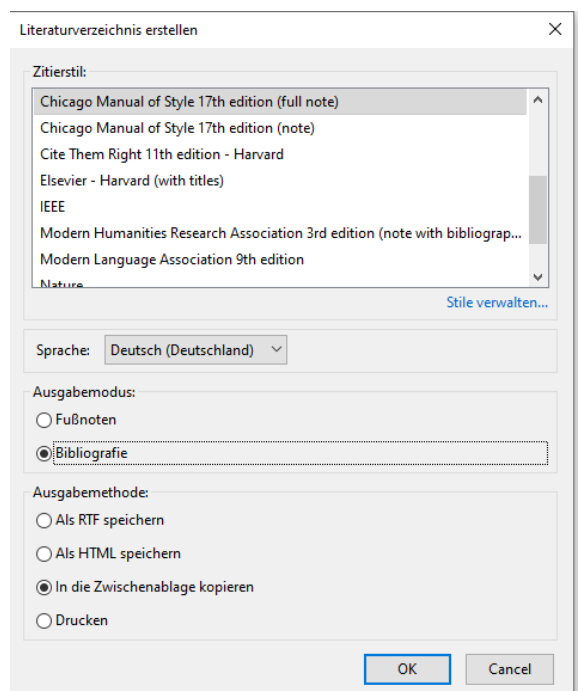 Literaturverzeichnis erstellen
Zitierstil:
Chicago Manual of Style 17th edition (full note)
Chicago Manual of Style 17th edition (note)
Cite Them Right 11th edition - Harvard
Elsevier - Harvard (with titles)
IEEE
Modern Humanities Research Association 3rd edition (note with bibliograp...
Modern Language Association 9th edition
Nature
Stile verwalten...
Sprache: Deutsch (Deutschland)
Ausgabemodus:
Fußnoten
Bibliografie
Ausgabemethode:
Als RTF speichern
Als HTML speichern
In die Zwischenablage kopieren
Drucken
OK Cancel